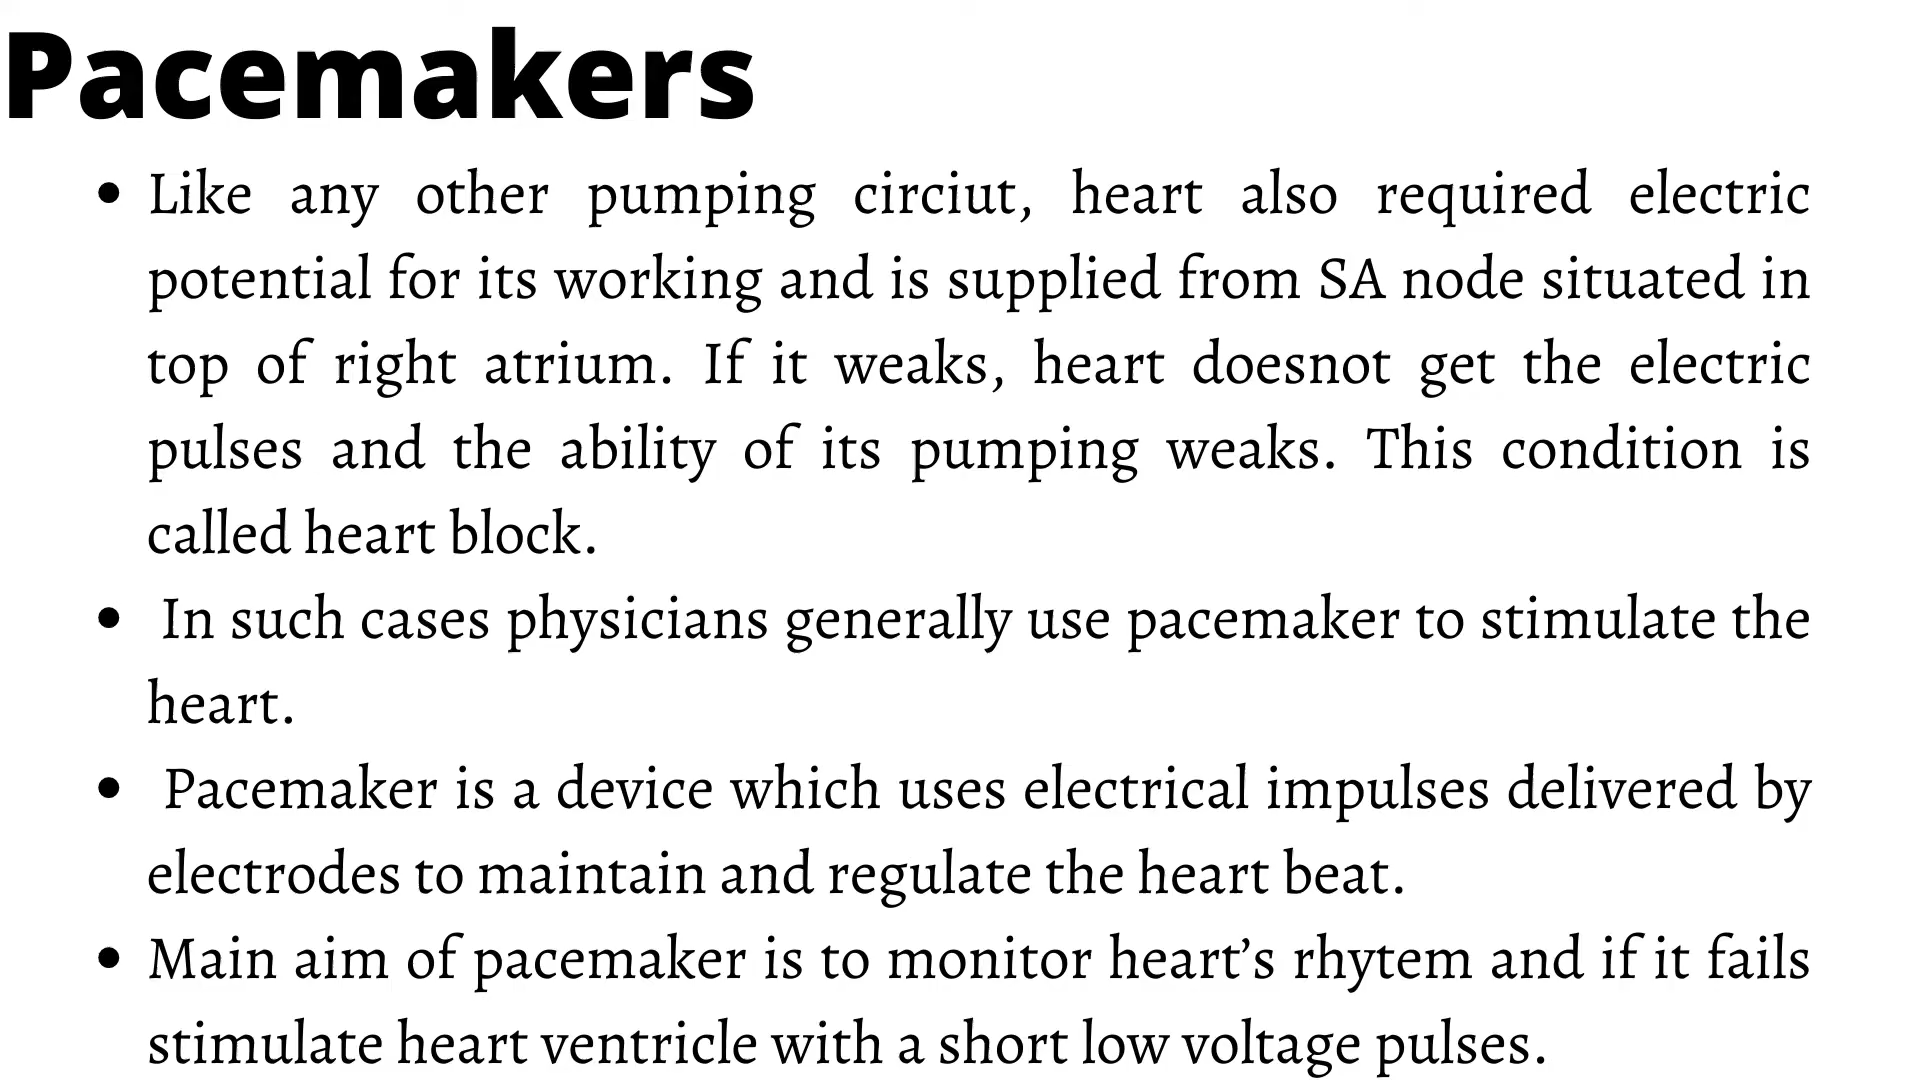 Pacemakers
• Like any other pumping circiut, heart also required electric
potential for its working and is supplied from SA node situated in
top of right atrium. If it weaks, heart doesnot get the electric
pulses and the ability of its pumping weaks. This condition is
called heart block.
• In such cases physicians generally use pacemaker to stimulate the
heart.
• Pacemaker is a device which uses electrical impulses delivered by
electrodes to maintain and regulate the heart beat.
• Main aim of pacemaker is to monitor heart’s rhytem and if it fails
stimulate heart ventricle with a short low voltage pulses.